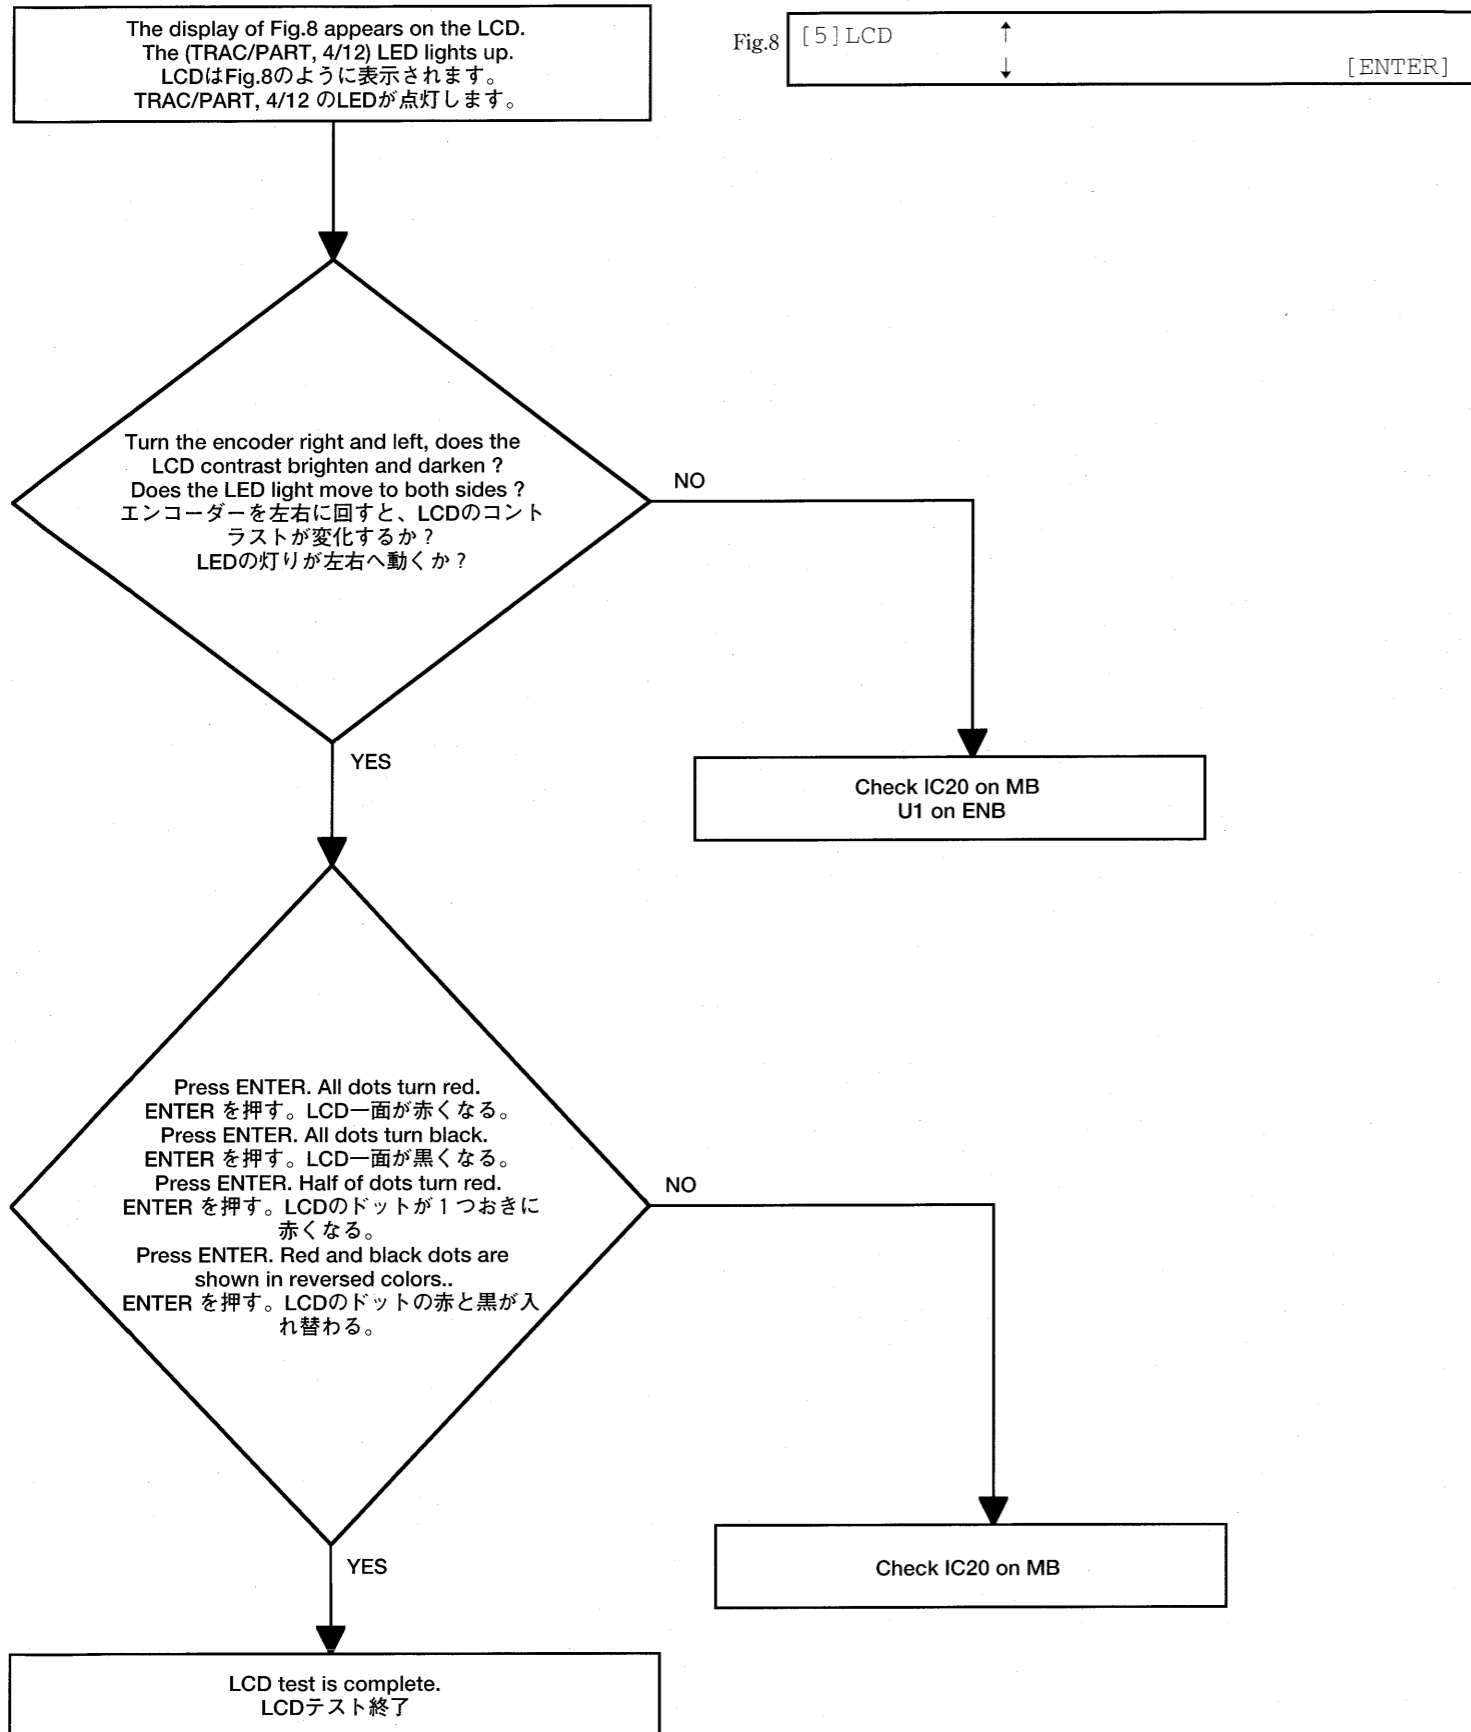 The display of Fig.8 appears on the LCD.
The (TRAC/PART, 4/12) LED lights up.
LCDはFig.8のように表示されます。
TRAC/PART, 4/12 のLEDが点灯します。
Fig.8
[5]LCD ↑
↓ [ENTER]
Turn the encoder right and left, does the
LCD contrast brighten and darken ?
Does the LED light move to both sides ?
エンコーダーを左右に回すと、LCDのコント
ラストが変化するか？
LEDの灯りが左右へ動くか？
NO
YES
Check IC20 on MB
U1 on ENB
Press ENTER. All dots turn red.
ENTER を押す。LCD一面が赤くなる。
Press ENTER. All dots turn black.
ENTER を押す。LCD一面が黒くなる。
Press ENTER. Half of dots turn red.
ENTER を押す。LCDのドットが１つおきに
赤くなる。
Press ENTER. Red and black dots are
shown in reversed colors..
ENTER を押す。LCDのドットの赤と黒が入
れ替わる。
NO
YES
Check IC20 on MB
LCD test is complete.
LCDテスト終了